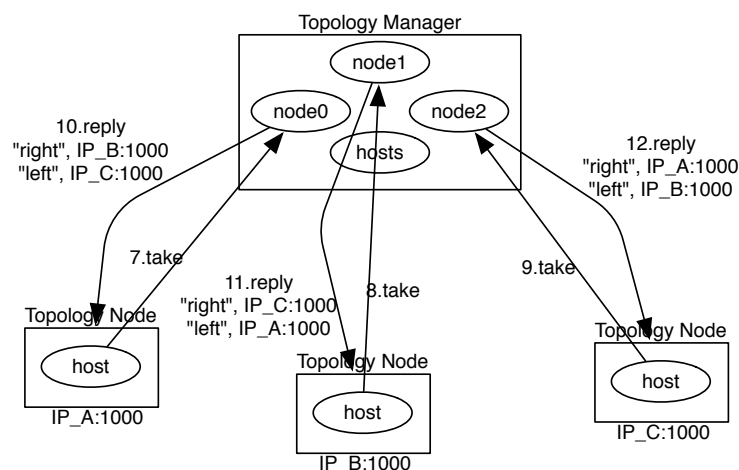 Topology Manager
node1
node0
node2
hosts
10.reply
"right", IP_B:1000
"left", IP_C:1000
12.reply
"right", IP_A:1000
"left", IP_B:1000
7.take
9.take
11.reply
"right", IP_C:1000
"left", IP_A:1000
8.take
Topology Node
host
IP_A:1000
Topology Node
host
IP_B:1000
Topology Node
host
IP_C:1000